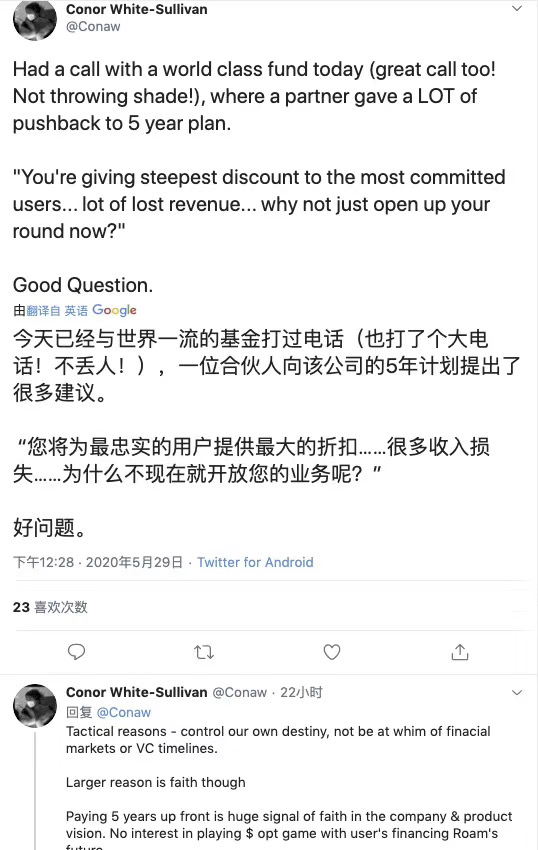 Conor White-Sullivan
@Conaw
Had a call with a world class fund today (great call too!
Not throwing shade!), where a partner gave a LOT of
pushback to 5 year plan.
"You're giving steepest discount to the most committed
users... lot of lost revenue... why not just open up your
round now?"
Good Question.
由翻译自 英语 Google
今天已经与世界一流的基金打过电话（也打了个大电
话！不丢人！），一位合伙人向该公司的5年计划提出了
很多建议。
“您将为最忠实的用户提供最大的折扣……很多收入损
失……为什么不现在就开放您的业务呢？”
好问题。
下午12:28 · 2020年5月29日 · Twitter for Android
23 喜欢次数
Conor White-Sullivan @Conaw · 22小时
回复 @Conaw
Tactical reasons - control our own destiny, not be at whim of finacial
markets or VC timelines.
Larger reason is faith though
Paying 5 years up front is huge signal of faith in the company & product
vision. No interest in playing $ opt game with user's financing Roam's